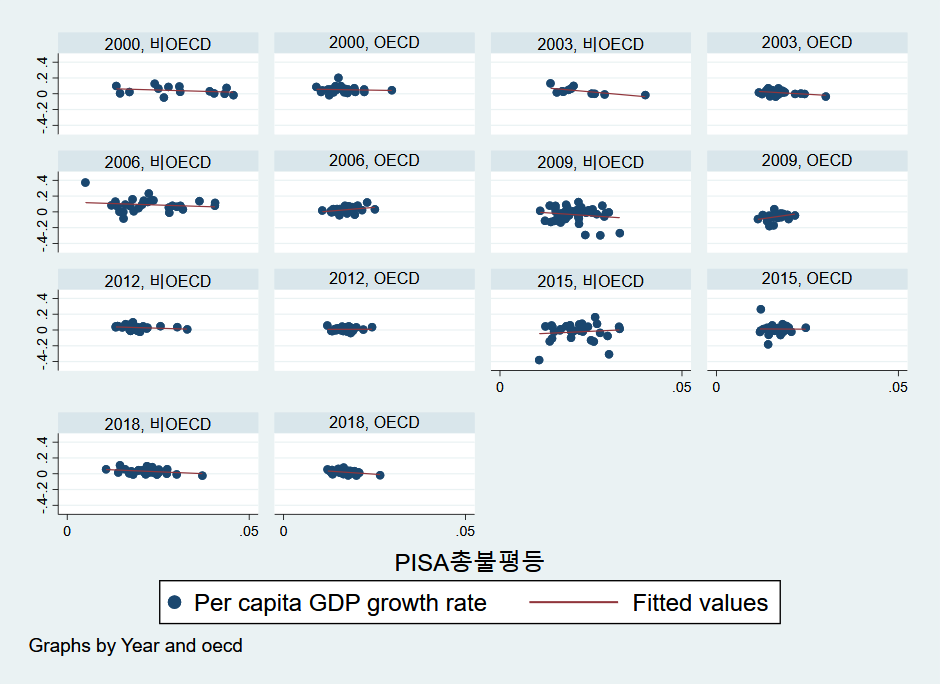 2000, 비OECD
2000, OECD
2003, 비OECD
2003, OECD
-.4-.2 0 .2 .4
2006, 비OECD
2006, OECD
2009, 비OECD
2009, OECD
-.4-.2 0 .2 .4
2012, 비OECD
2012, OECD
2015, 비OECD
2015, OECD
-.4-.2 0 .2 .4
0 .05 0 .05
2018, 비OECD
2018, OECD
-.4-.2 0 .2 .4
0 .05 0 .05
PISA총불평등
Per capita GDP growth rate Fitted values
Graphs by Year and oecd